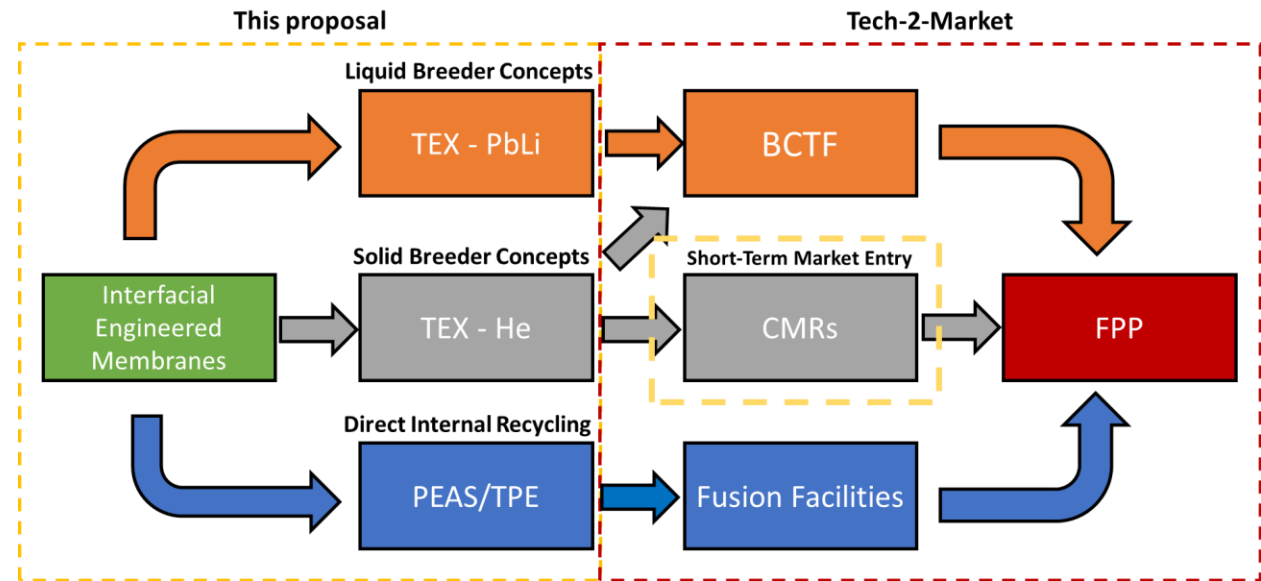 This proposal
Tech-2-Market
Liquid Breeder Concepts
TEX - PbLi
BCTF
Solid Breeder Concepts
Short-Term Market Entry
Interfacial
Engineered
Membranes
TEX - He
CMRs
FPP
Direct Internal Recycling
PEAS/TPE
Fusion Facilities